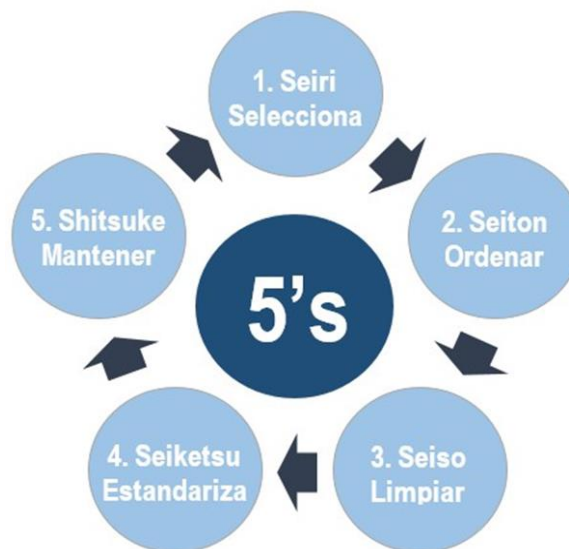 1. Seiri
Selecciona
2. Seiton
Ordenar
3. Seiso
Limpiar
4. Seiketsu
Estandariza
5. Shitsuke
Mantener
5’s